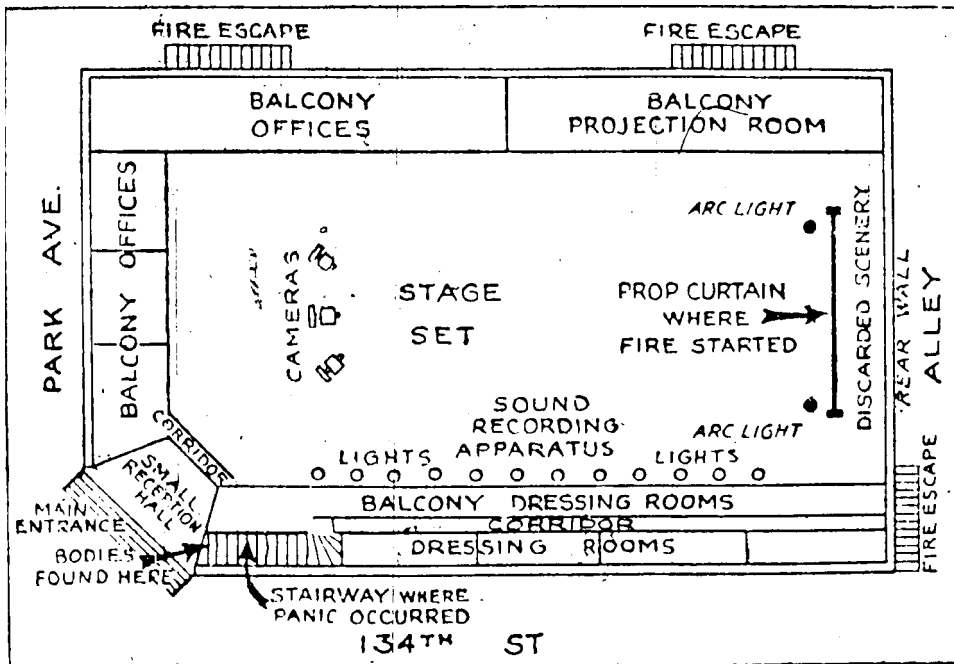 FIRE ESCAPE
FIRE ESCAPE
BALCONY
OFFICES
BALCONY
PROJECTION ROOM
PARK AVE.
BALCONY OFFICES
BALCONY OFFICES
CAMERAS
STAGE
SET
ARC LIGHT
PROP CURTAIN
WHERE
FIRE STARTED
DISCARDED SCENERY
REAR WALL
ALLEY
ARC LIGHT
SOUND
RECORDING
APPARATUS
LIGHTS
LIGHTS
CORRIDOR
SMALL
RECEPTION
HALL
MAIN
ENTRANCE
BODIES
FOUND HERE
BALCONY DRESSING ROOMS
CORRIDOR
DRESSING ROOMS
FIRE ESCAPE
STAIRWAY WHERE
PANIC OCCURRED
134TH ST